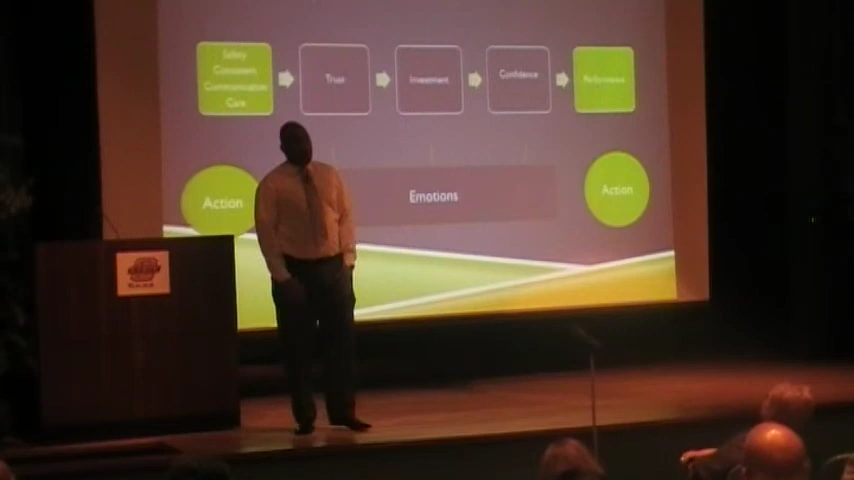 Safety
Consistent
Communication
Care
Trust
Investment
Confidence
Performance
Action
Emotions
Action